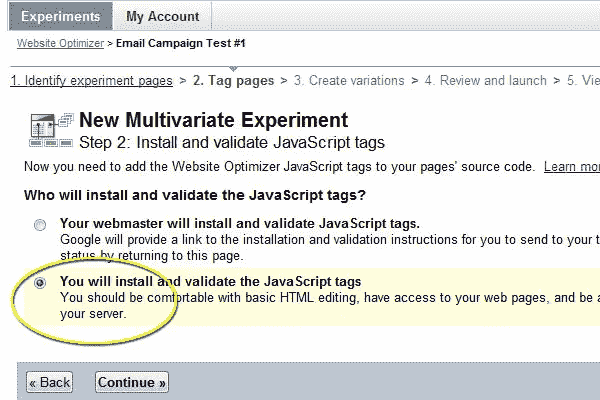 Experiments My Account
Website Optimizer > Email Campaign Test #1
1. Identify experiment pages > 2. Tag pages > 3. Create variations > 4. Review and launch > 5.
New Multivariate Experiment
Step 2: Install and validate JavaScript tags
Now you need to add the Website Optimizer JavaScript tags to your pages' source code. Learn
Who will install and validate the JavaScript tags?
Your webmaster will install and validate JavaScript tags.
Google will provide a link to the installation and validation instructions for you to send to your
status by returning to this page.
You will install and validate the JavaScript tags
You should be comfortable with basic HTML editing, have access to your web pages, and be
your server.
« Back Continue »